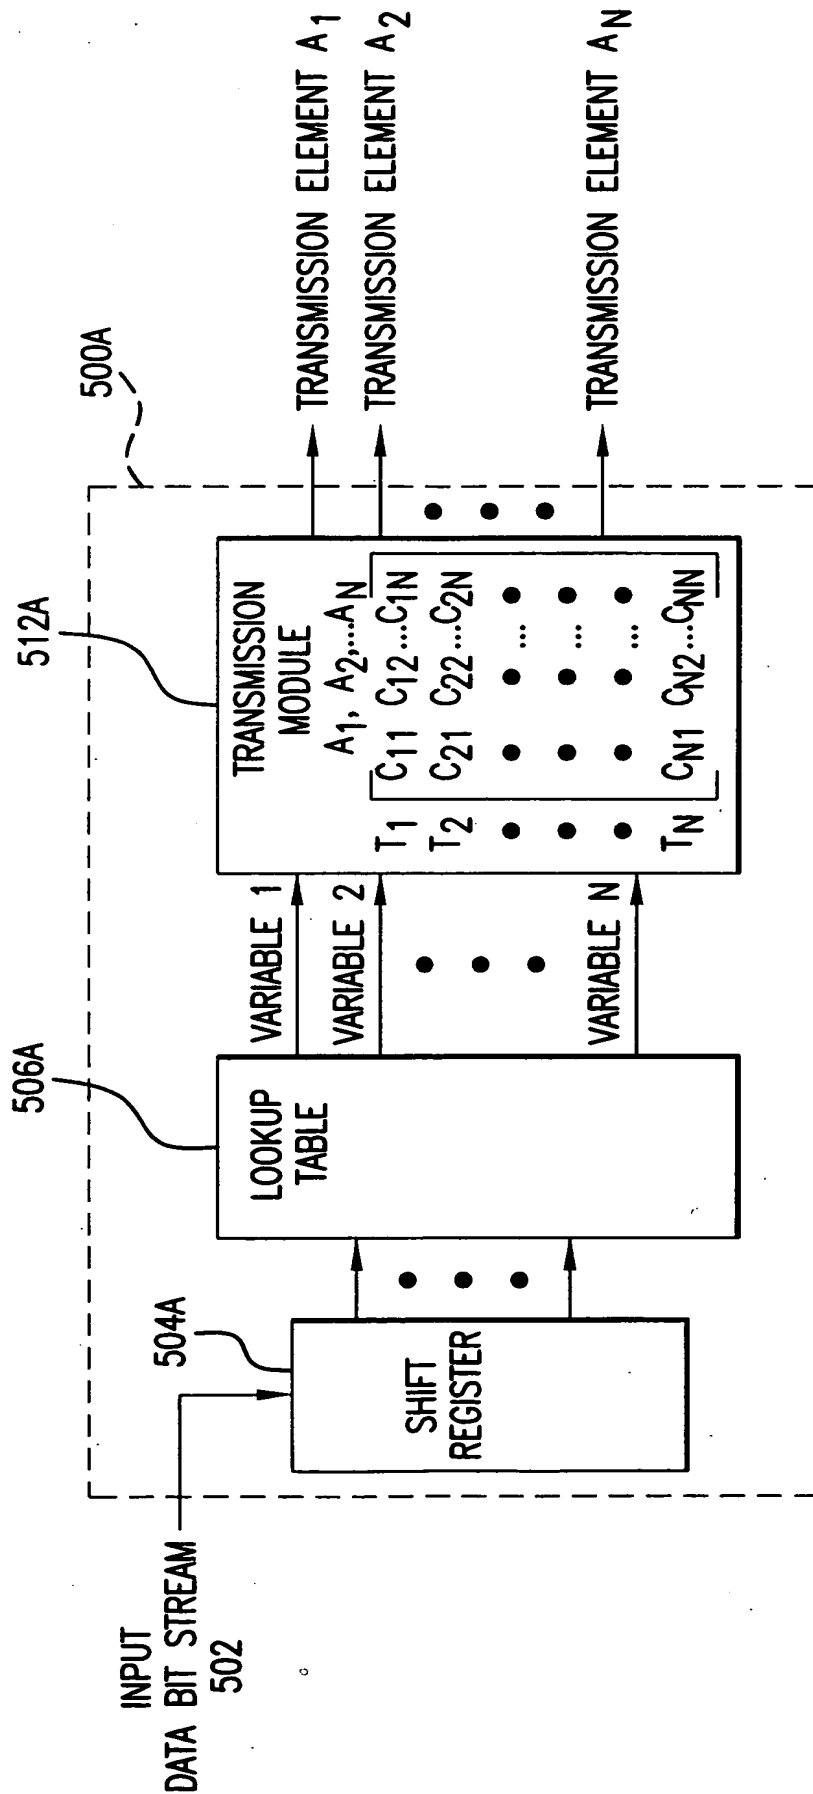 500A
INPUT
DATA BIT STREAM
502
504A
SHIFT
REGISTER
506A
LOOKUP
TABLE
VARIABLE 1
VARIABLE 2
VARIABLE N
512A
TRANSMISSION
MODULE
A1, A2,...AN
T1 C11 C12...C1N
T2 C21 C22...C2N
...
...
...
TN CN1 CN2...CNN
TRANSMISSION ELEMENT A1
TRANSMISSION ELEMENT A2
TRANSMISSION ELEMENT AN